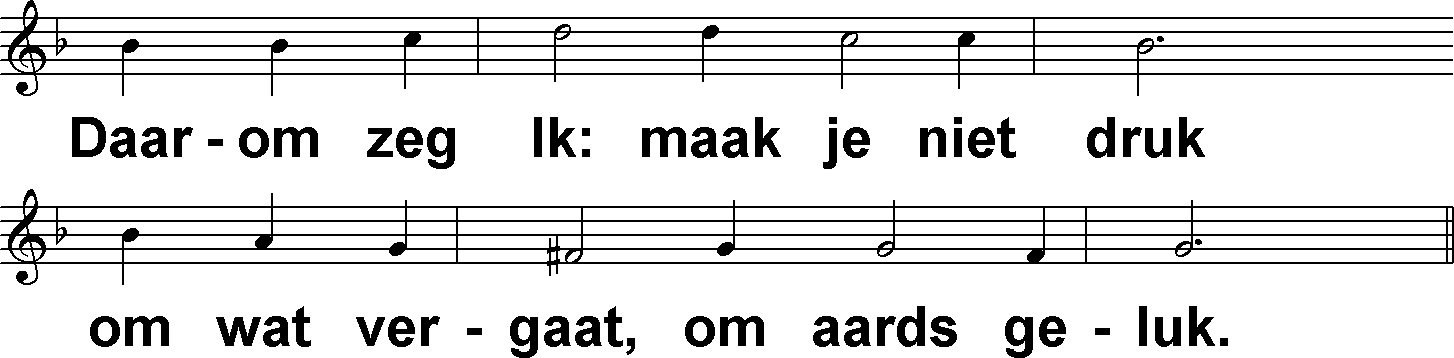 Daar - om zeg Ik: maak je niet druk
om wat ver - gaat, om aards ge - luk.